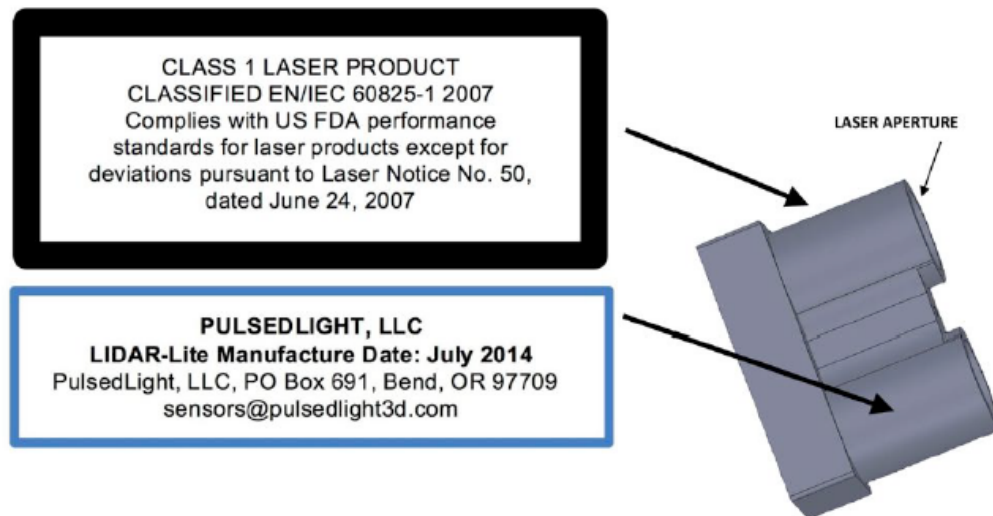 CLASS 1 LASER PRODUCT
CLASSIFIED EN/IEC 60825-1 2007
Complies with US FDA performance
standards for laser products except for
deviations pursuant to Laser Notice No. 50,
dated June 24, 2007
LASER APERTURE
PULSEDLIGHT, LLC
LIDAR-Lite Manufacture Date: July 2014
PulsedLight, LLC, PO Box 691, Bend, OR 97709
sensors@pulsedlight3d.com